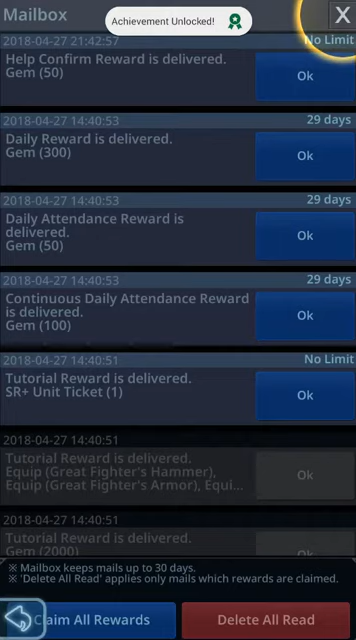 Mailbox
Achievement Unlocked!
X
2018-04-27 21:42:57 No Limit
Help Confirm Reward is delivered.
Gem (50)
Ok
2018-04-27 14:40:53 29 days
Daily Reward is delivered.
Gem (300)
Ok
2018-04-27 14:40:53 29 days
Daily Attendance Reward is
delivered.
Gem (50)
Ok
2018-04-27 14:40:53 29 days
Continuous Daily Attendance Reward
is delivered.
Gem (100)
Ok
2018-04-27 14:40:51 No Limit
Tutorial Reward is delivered.
SR+ Unit Ticket (1)
Ok
2018-04-27 14:40:51
Tutorial Reward is delivered.
Equip (Great Fighter's Hammer),
Equip (Great Fighter's Armor), Equi...
Ok
2018-04-27 14:40:51
Tutorial Reward is delivered.
Gem (2000)
Ok
※ Mailbox keeps mails up to 30 days.
※ 'Delete All Read' applies only mails which rewards are claimed.
Claim All Rewards
Delete All Read